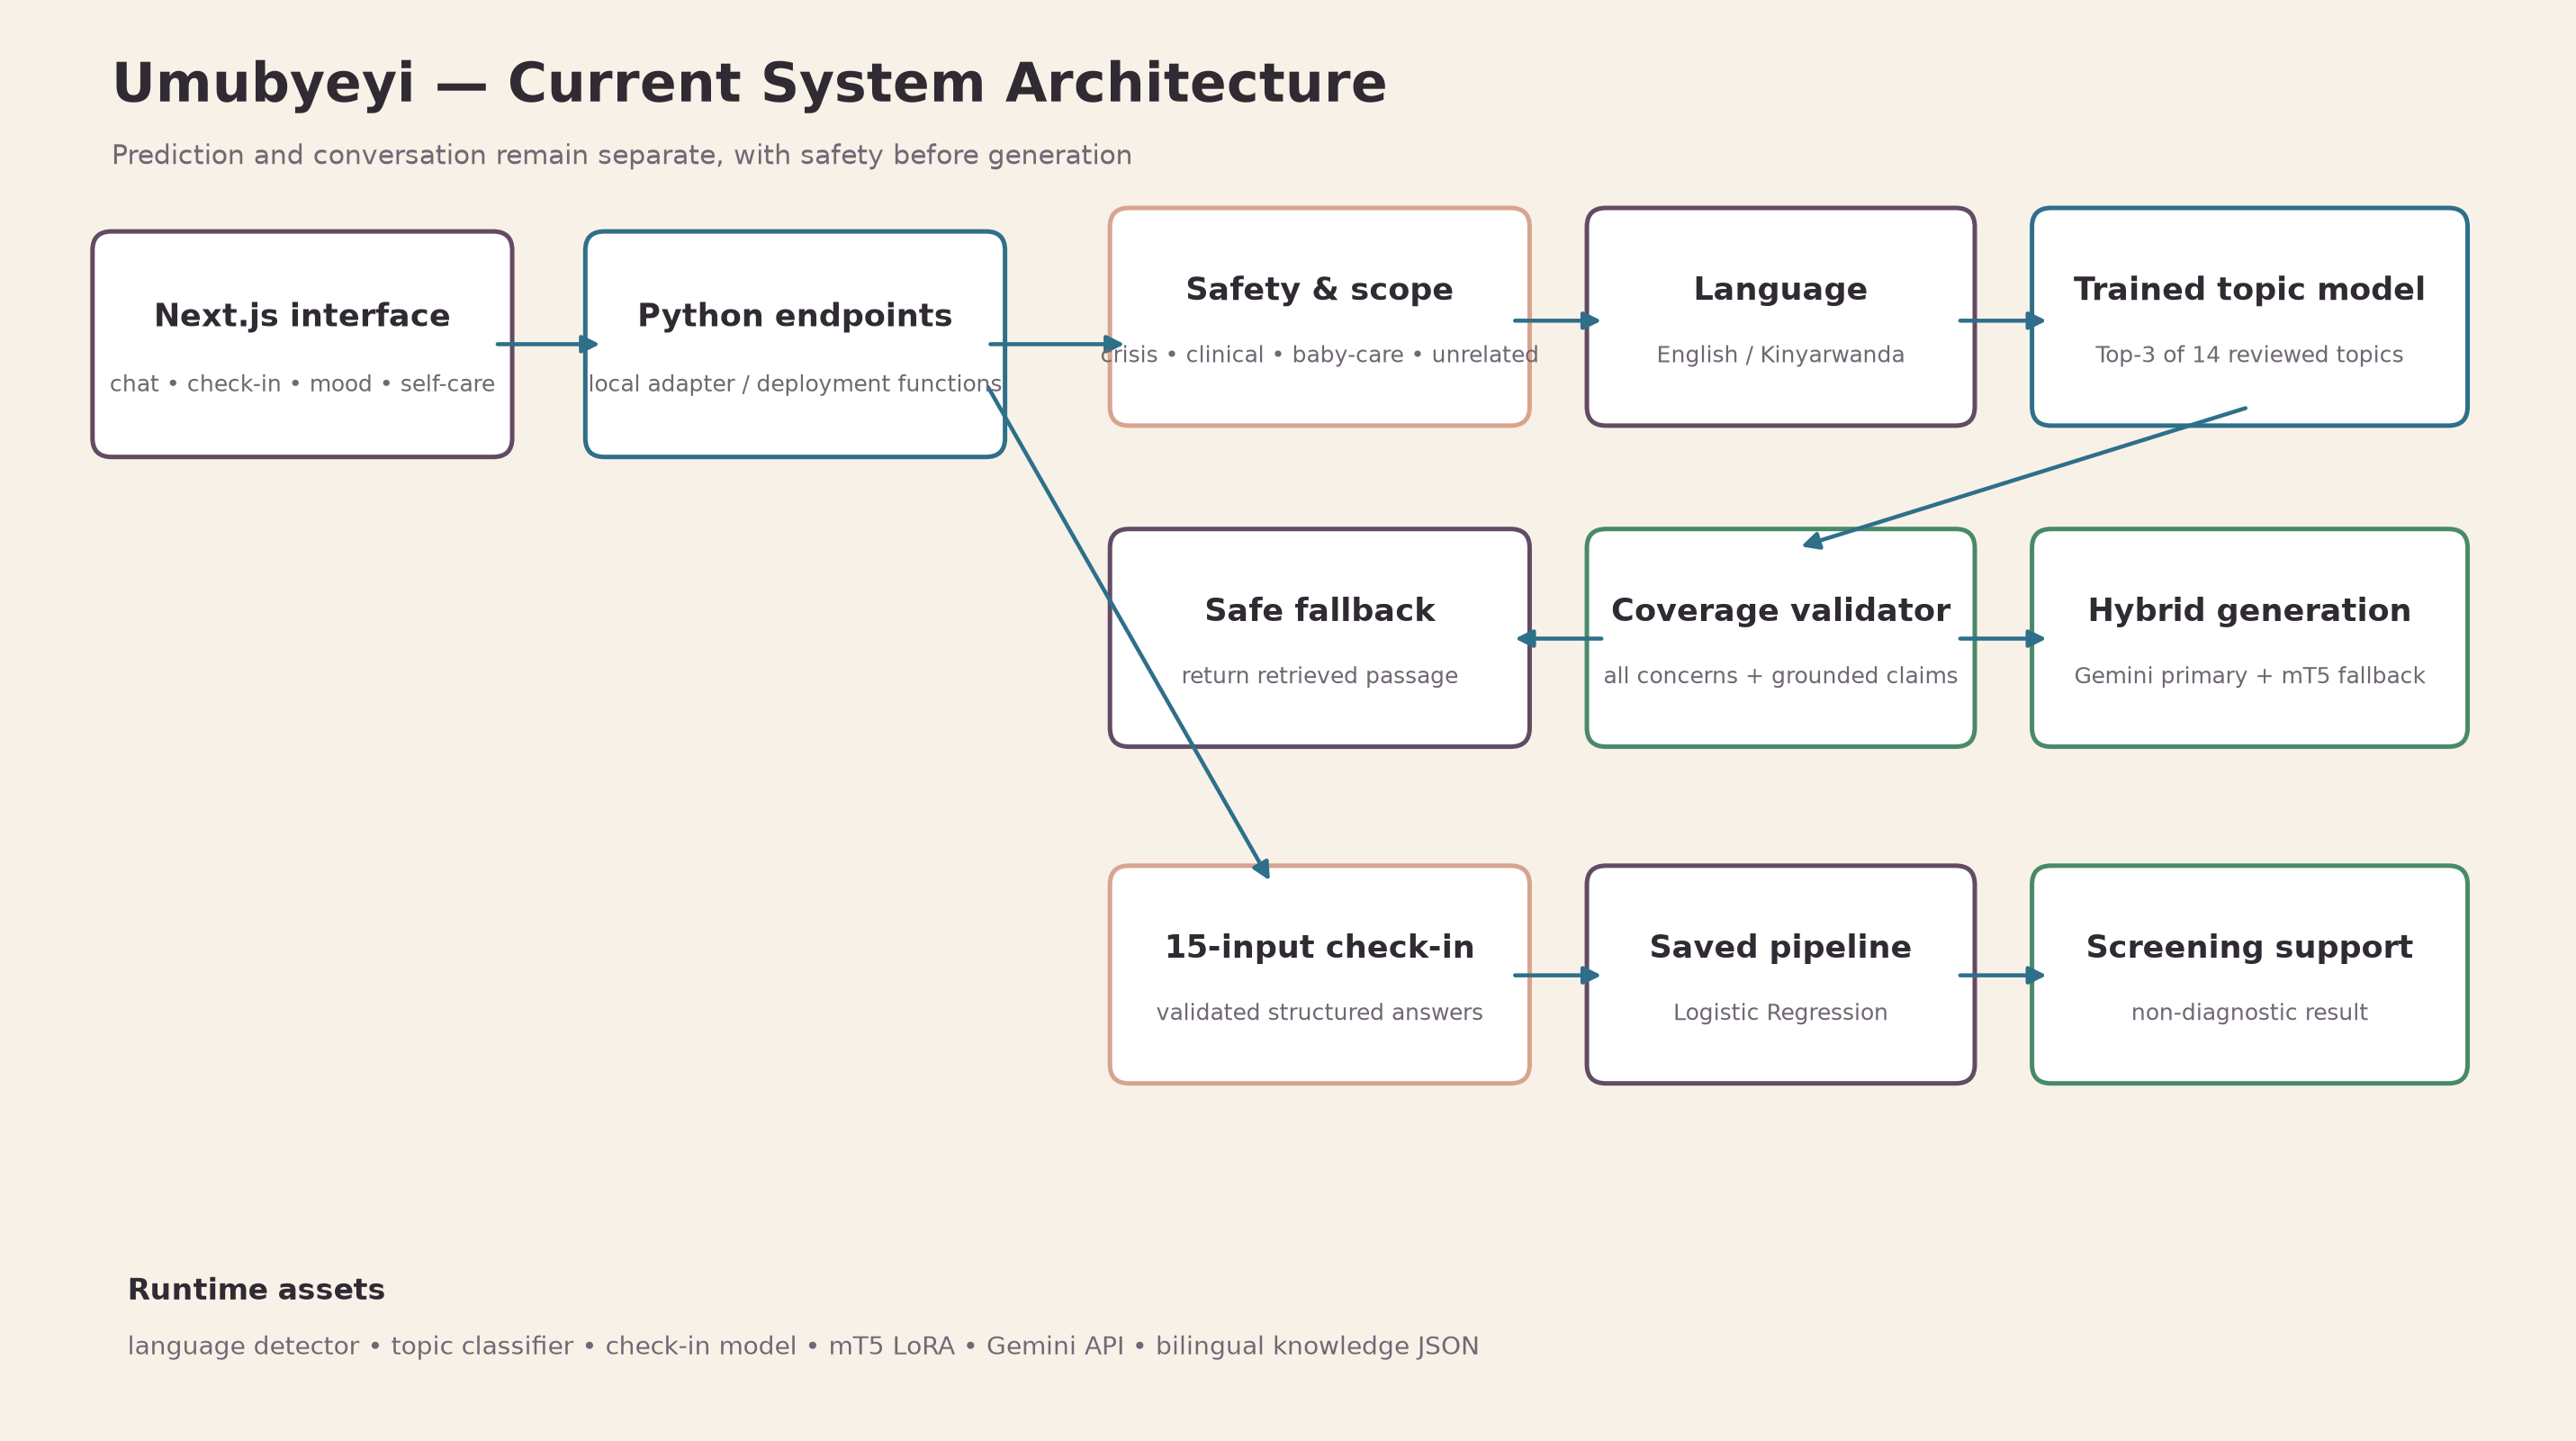 Umubyeyi — Current System Architecture
Prediction and conversation remain separate, with safety before generation
Next.js interface
chat • check-in • mood • self-care
Python endpoints
local adapter / deployment functions
Safety & scope
crisis • clinical • baby-care • unrelated
Language
English / Kinyarwanda
Trained topic model
Top-3 of 14 reviewed topics
Safe fallback
return retrieved passage
Coverage validator
all concerns + grounded claims
Hybrid generation
Gemini primary + mT5 fallback
15-input check-in
validated structured answers
Saved pipeline
Logistic Regression
Screening support
non-diagnostic result
Runtime assets
language detector • topic classifier • check-in model • mT5 LoRA • Gemini API • bilingual knowledge JSON